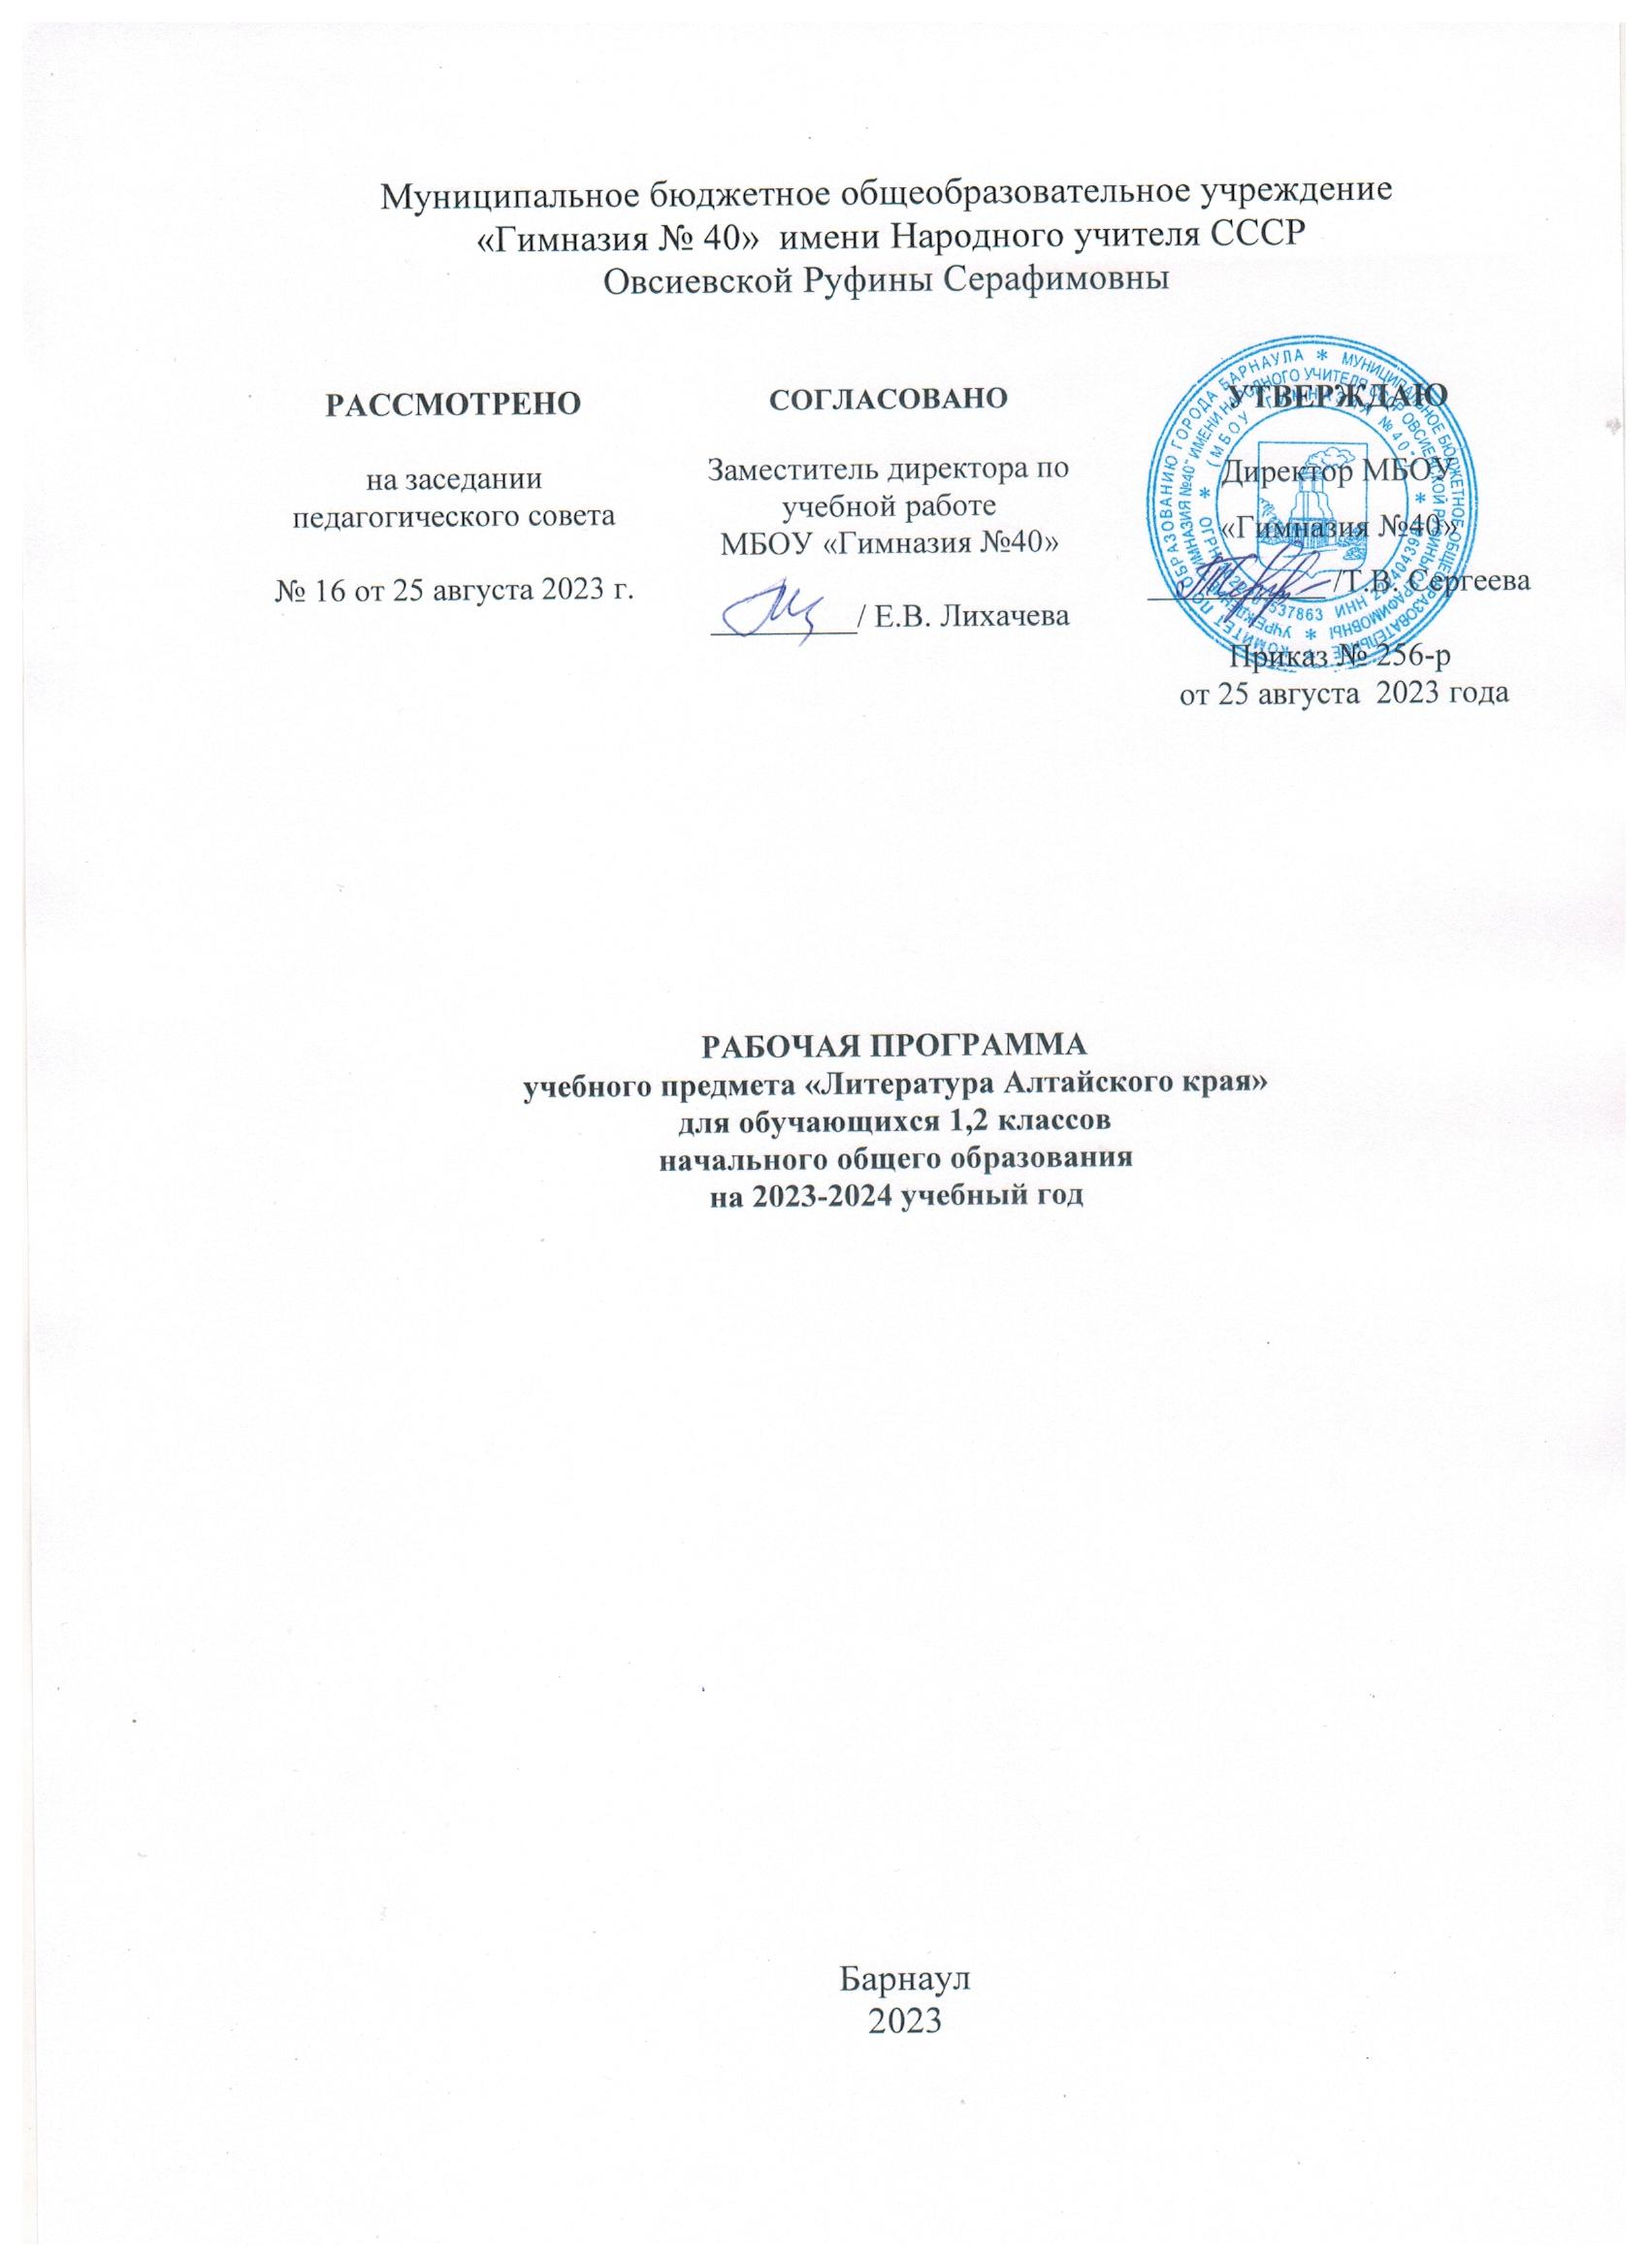 Муниципальное бюджетное общеобразовательное учреждение
«Гимназия № 40» имени Народного учителя СССР
Овсиевской Руфины Серафимовны
РАССМОТРЕНО
на заседании
педагогического совета
№ 16 от 25 августа 2023 г.
СОГЛАСОВАНО
Заместитель директора по
учебной работе
МБОУ «Гимназия №40»
/ Е.В. Лихачева
УТВЕРЖДАЮ
Директор МБОУ
«Гимназия №40»
/Т.В. Сергеева
Приказ № 256-р
от 25 августа 2023 года
РАБОЧАЯ ПРОГРАММА
учебного предмета «Литература Алтайского края»
для обучающихся 1,2 классов
начального общего образования
на 2023-2024 учебный год
Барнаул
2023